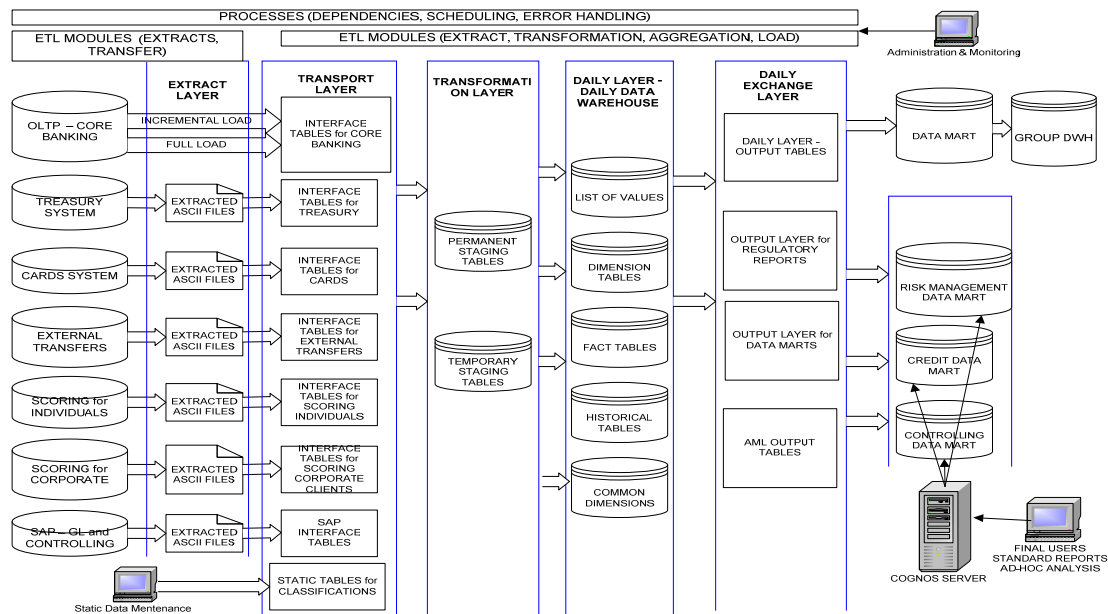 PROCESSES (DEPENDENCIES, SCHEDULING, ERROR HANDLING)
ETL MODULES (EXTRACTS,
TRANSFER)
ETL MODULES (EXTRACT, TRANSFORMATION, AGGREGATION, LOAD)
Administration & Monitoring
EXTRACT
LAYER
TRANSPORT
LAYER
TRANSFORMATI
ON LAYER
DAILY LAYER -
DAILY DATA
WAREHOUSE
DAILY
EXCHANGE
LAYER
OLTP – CORE
BANKING
INCREMENTAL LOAD
FULL LOAD
INTERFACE
TABLES for CORE
BANKING
TREASURY
SYSTEM
EXTRACTED
ASCII FILES
INTERFACE
TABLES for
TREASURY
CARDS SYSTEM
EXTRACTED
ASCII FILES
INTERFACE
TABLES for
CARDS
EXTERNAL
TRANSFERS
EXTRACTED
ASCII FILES
INTERFACE
TABLES for
EXTERNAL
TRANSFERS
SCORING for
INDIVIDUALS
EXTRACTED
ASCII FILES
INTERFACE
TABLES for
SCORING
INDIVIDUALS
SCORING for
CORPORATE
EXTRACTED
ASCII FILES
INTERFACE
TABLES for
SCORING
CORPORATE
CLIENTS
SAP – GL and
CONTROLLING
EXTRACTED
ASCII FILES
SAP
INTERFACE
TABLES
Static Data Mentenance
STATIC TABLES for
CLASSIFICATIONS
PERMANENT
STAGING
TABLES
TEMPORARY
STAGING
TABLES
LIST OF VALUES
DIMENSION
TABLES
FACT TABLES
HISTORICAL
TABLES
COMMON
DIMENSIONS
DAILY LAYER -
OUTPUT TABLES
OUTPUT LAYER for
REGULATORY
REPORTS
OUTPUT LAYER for
DATA MARTS
AML OUTPUT
TABLES
DATA MART
GROUP DWH
RISK MANAGEMENT
DATA MART
CREDIT DATA
MART
CONTROLLING
DATA MART
COGNOS SERVER
FINAL USERS
STANDARD REPORTS
AD-HOC ANALYSIS